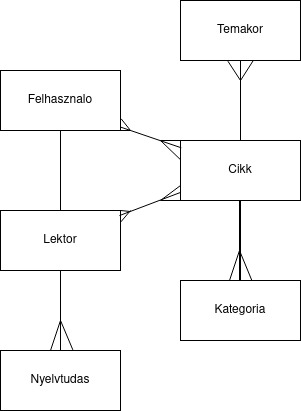 Temakor
Felhasznalo
Cikk
Lektor
Kategoria
Nyelvtudas